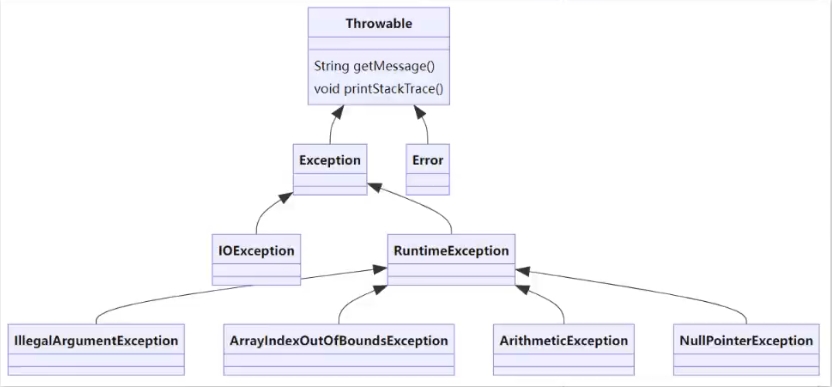 Throwable
String getMessage()
void printStackTrace()
Exception
Error
IOException
RuntimeException
IllegalArgumentException
ArrayIndexOutOfBoundsException
ArithmeticException
NullPointerException